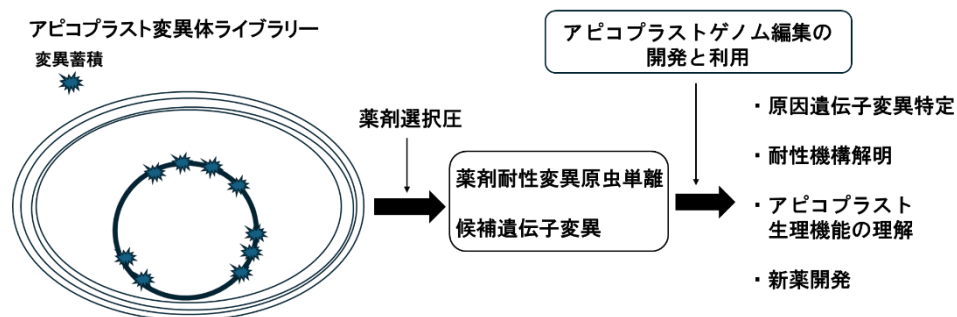 アピコプラスト変異体ライブラリー
変異蓄積
薬剤選択圧
薬剤耐性変異原虫単離
候補遺伝子変異
アピコプラストゲノム編集の
開発と利用
・原因遺伝子変異特定
・耐性機構解明
・アピコプラスト
生理機能の理解
・新薬開発